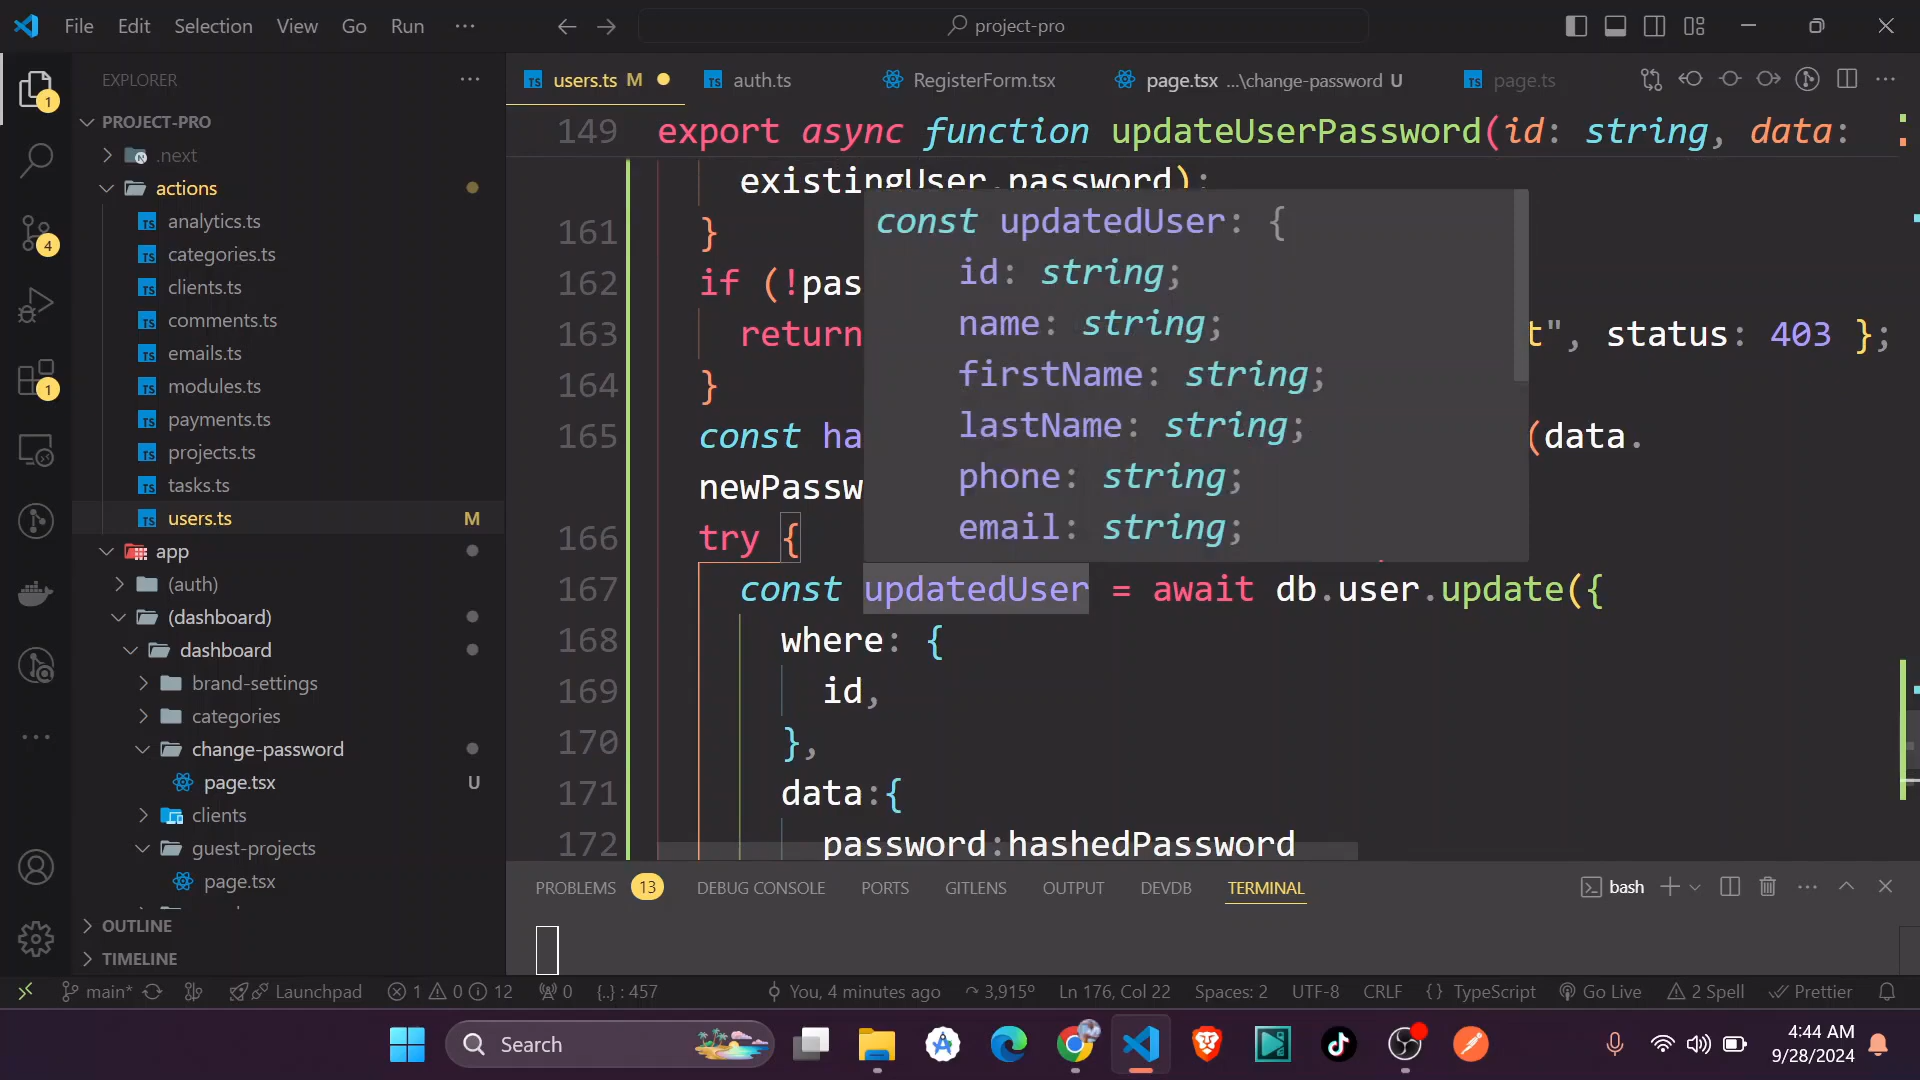 File Edit Selection View Go Run ··· project-pro
EXPLORER ···
users.ts M auth.ts RegisterForm.tsx page.tsx ...\change-password U page.ts ···
PROJECT-PRO
.next
actions
analytics.ts
categories.ts
clients.ts
comments.ts
emails.ts
modules.ts
payments.ts
projects.ts
tasks.ts
users.ts M
app
(auth)
(dashboard)
dashboard
brand-settings
categories
change-password
page.tsx U
clients
guest-projects
page.tsx
OUTLINE
TIMELINE
1
4
1
149 export async function updateUserPassword(id: string, data:
existingUser.password);
161 }
162 if (!pas
163 return t", status: 403 };
164 }
165 const ha (data.
newPassw
166 try {
167 const updatedUser = await db.user.update({
168 where: {
169 id,
170 },
171 data:{
172 password:hashedPassword
const updatedUser: {
id: string;
name: string;
firstName: string;
lastName: string;
phone: string;
email: string;
PROBLEMS 13 DEBUG CONSOLE PORTS GITLENS OUTPUT DEVDB TERMINAL bash ···
main* Launchpad 1 0 12 0 {..} : 457 You, 4 minutes ago 3,915º Ln 176, Col 22 Spaces: 2 UTF-8 CRLF {} TypeScript Go Live 2 Spell Prettier
Search
4:44 AM
9/28/2024